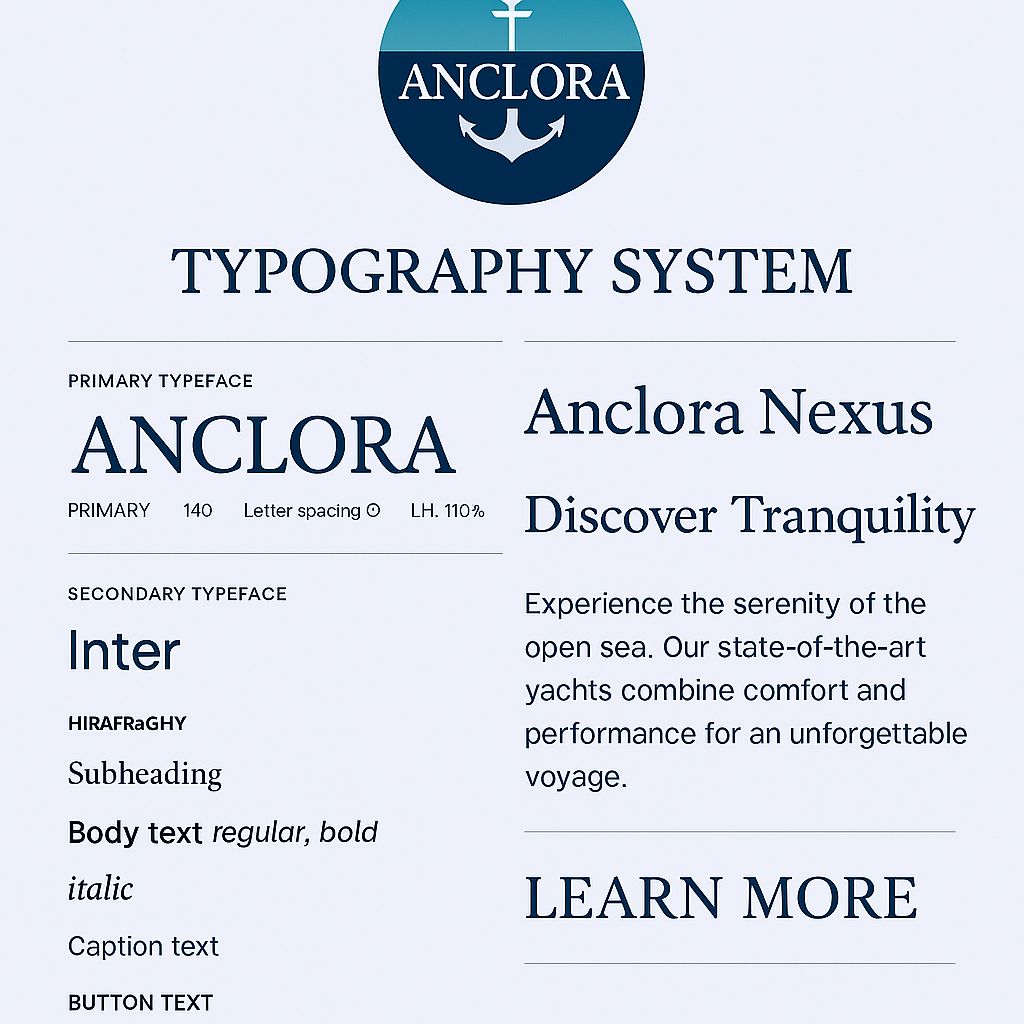 ANCLORA
TYPOGRAPHY SYSTEM
PRIMARY TYPEFACE
ANCLORA
PRIMARY 140 Letter spacing ʘ LH. 110%
SECONDARY TYPEFACE
Inter
HIRAFRaGHY
Subheading
Body text regular, bold
italic
Caption text
BUTTON TEXT
Anclora Nexus
Discover Tranquility
Experience the serenity of the
open sea. Our state-of-the-art
yachts combine comfort and
performance for an unforgettable
voyage.
LEARN MORE